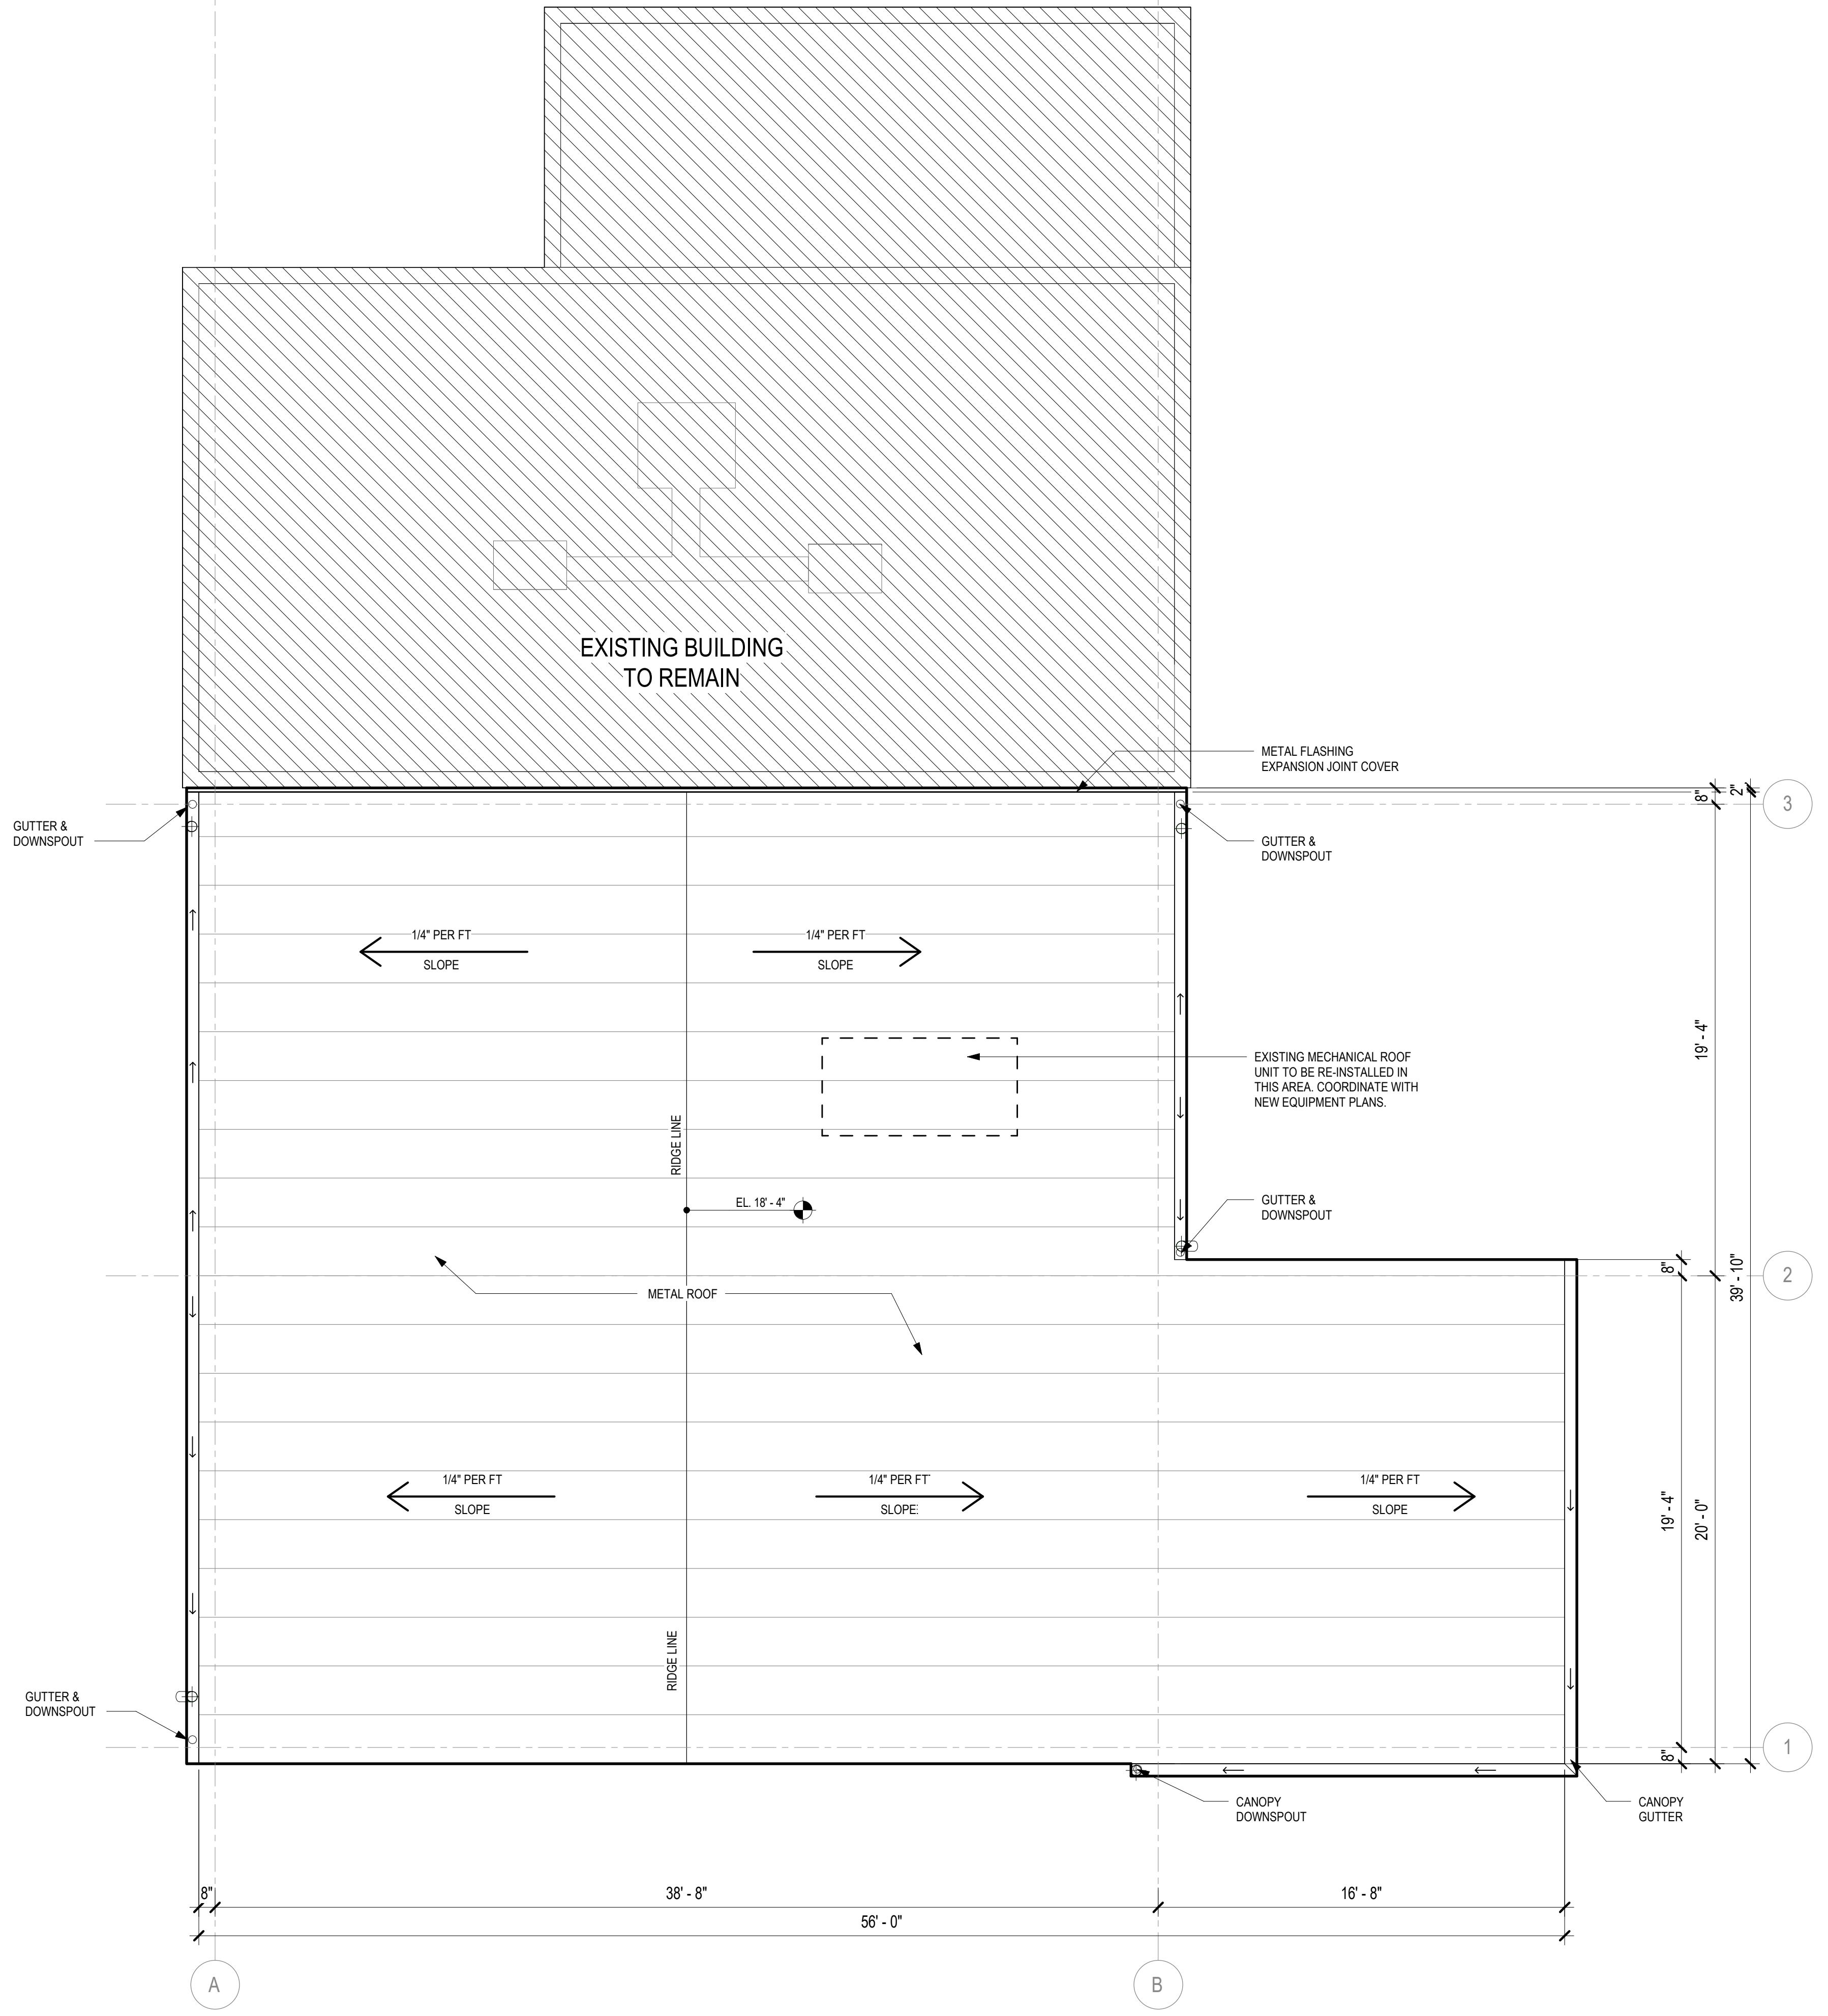 EXISTING BUILDING
TO REMAIN
METAL FLASHING
EXPANSION JOINT COVER
8"
2"
3
GUTTER &
DOWNSPOUT
GUTTER &
DOWNSPOUT
1/4" PER FT
SLOPE
1/4" PER FT
SLOPE
19' - 4"
EXISTING MECHANICAL ROOF
UNIT TO BE RE-INSTALLED IN
THIS AREA. COORDINATE WITH
NEW EQUIPMENT PLANS.
RIDGE LINE
EL. 18' - 4"
GUTTER &
DOWNSPOUT
8"
39' - 10"
2
METAL ROOF
1/4" PER FT
SLOPE
1/4" PER FT
SLOPE
1/4" PER FT
SLOPE
19' - 4"
20' - 0"
RIDGE LINE
GUTTER &
DOWNSPOUT
8"
1
CANOPY
DOWNSPOUT
CANOPY
GUTTER
8"
38' - 8"
16' - 8"
56' - 0"
A
B